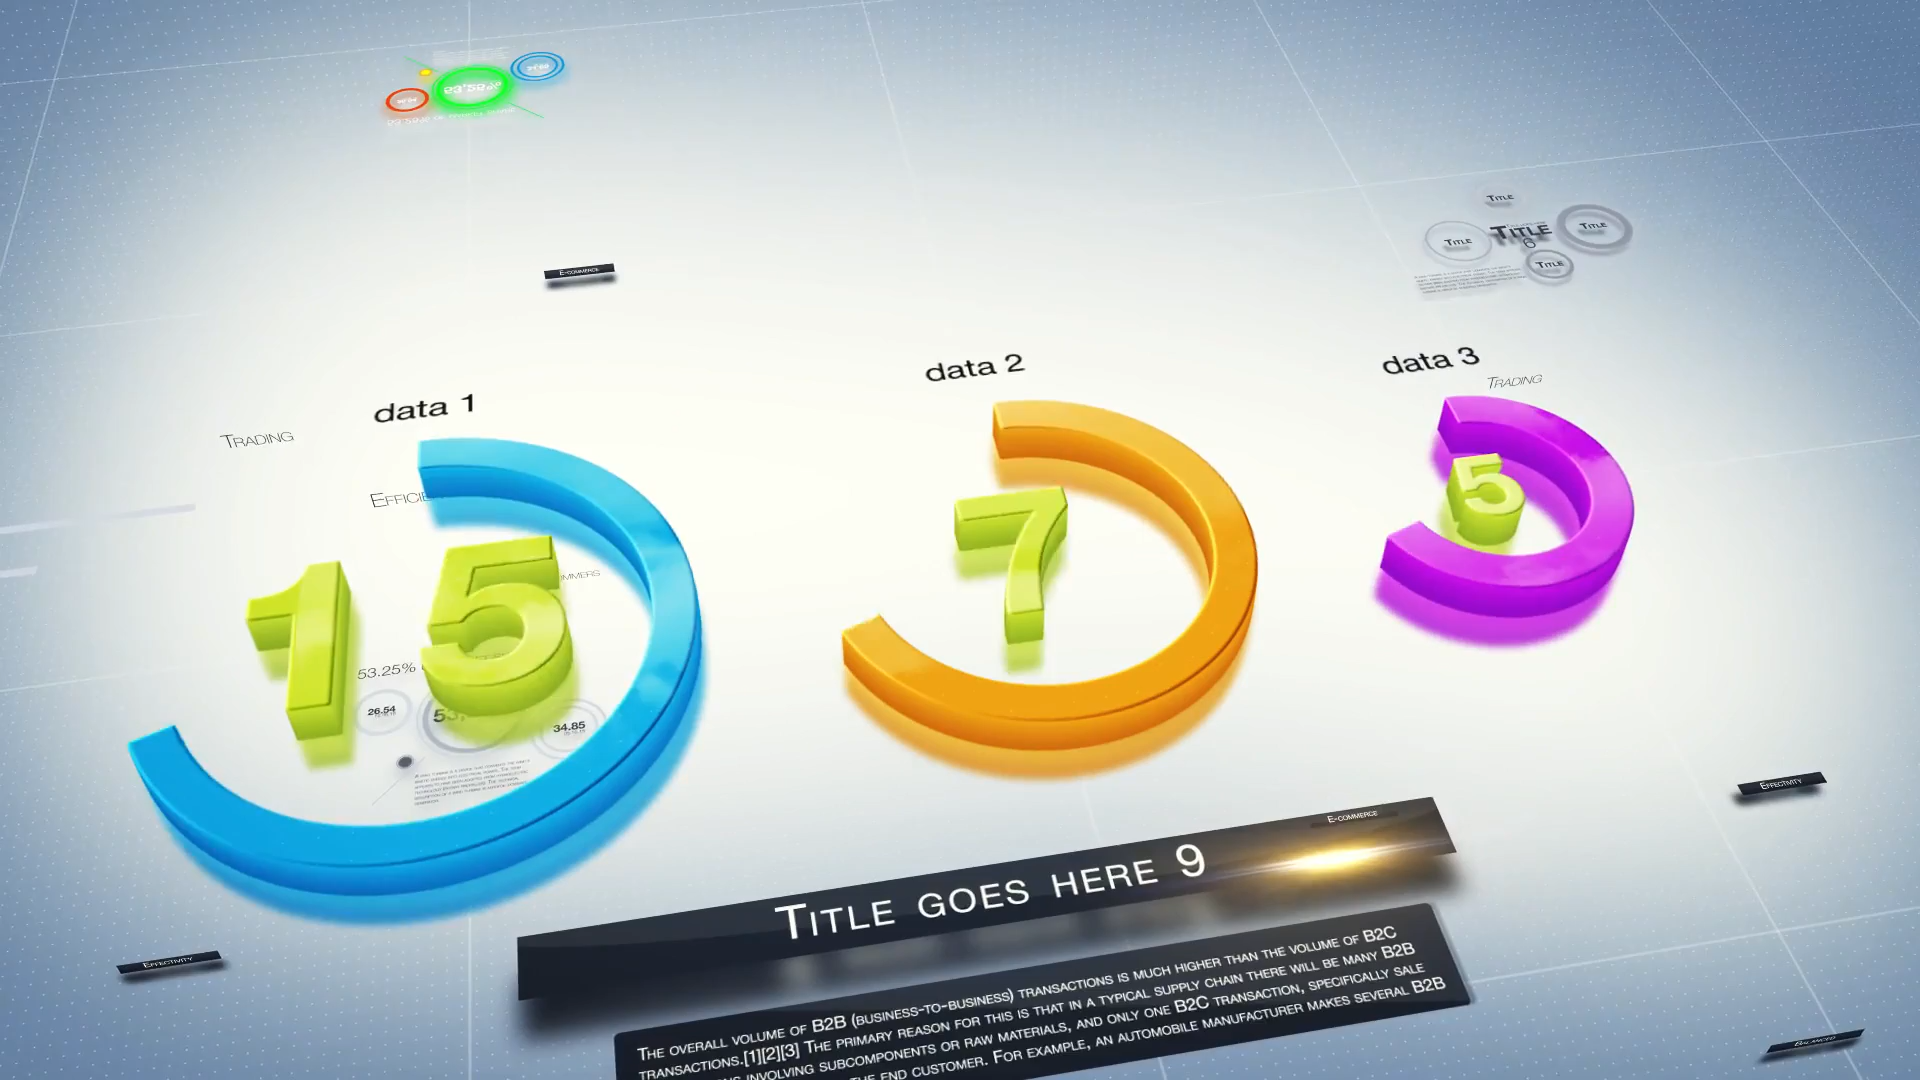 E-commerce
Title
Title
Title
6
Title
Title
data 1
data 2
data 3
Trading
Trading
15
7
5
53.25%
26.54
34.85
Effectivity
E-commerce
Title goes here 9
Effectivity
The overall volume of B2B (business-to-business) transactions is much higher than the volume of B2C
transactions.[1][2][3] The primary reason for this is that in a typical supply chain there will be many B2B
involving subcomponents or raw materials, and only one B2C transaction, specifically sale
the end customer. For example, an automobile manufacturer makes several B2B
Balanced